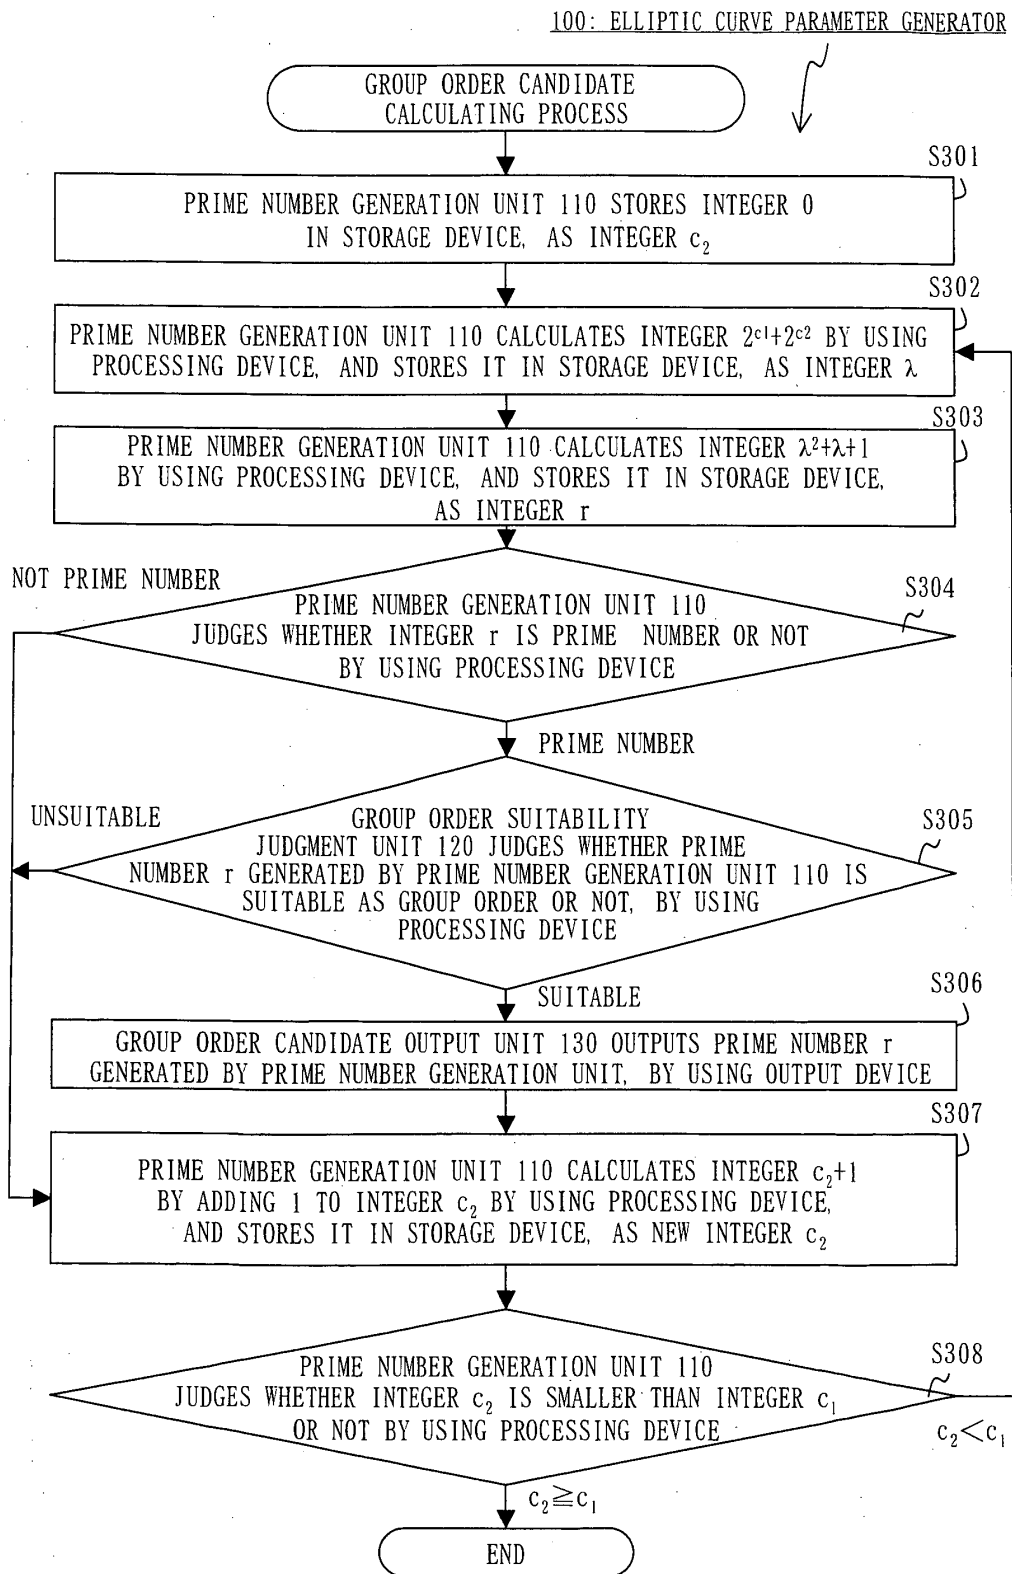 100: ELLIPTIC CURVE PARAMETER GENERATOR
GROUP ORDER CANDIDATE
CALCULATING PROCESS
S301
PRIME NUMBER GENERATION UNIT 110 STORES INTEGER 0
IN STORAGE DEVICE, AS INTEGER c₂
S302
PRIME NUMBER GENERATION UNIT 110 CALCULATES INTEGER 2^c1+2^c2 BY USING
PROCESSING DEVICE, AND STORES IT IN STORAGE DEVICE, AS INTEGER λ
S303
PRIME NUMBER GENERATION UNIT 110 CALCULATES INTEGER λ²+λ+1
BY USING PROCESSING DEVICE, AND STORES IT IN STORAGE DEVICE,
AS INTEGER r
NOT PRIME NUMBER
S304
PRIME NUMBER GENERATION UNIT 110
JUDGES WHETHER INTEGER r IS PRIME NUMBER OR NOT
BY USING PROCESSING DEVICE
PRIME NUMBER
UNSUITABLE
S305
GROUP ORDER SUITABILITY
JUDGMENT UNIT 120 JUDGES WHETHER PRIME
NUMBER r GENERATED BY PRIME NUMBER GENERATION UNIT 110 IS
SUITABLE AS GROUP ORDER OR NOT, BY USING
PROCESSING DEVICE
SUITABLE
S306
GROUP ORDER CANDIDATE OUTPUT UNIT 130 OUTPUTS PRIME NUMBER r
GENERATED BY PRIME NUMBER GENERATION UNIT, BY USING OUTPUT DEVICE
S307
PRIME NUMBER GENERATION UNIT 110 CALCULATES INTEGER c₂+1
BY ADDING 1 TO INTEGER c₂ BY USING PROCESSING DEVICE,
AND STORES IT IN STORAGE DEVICE, AS NEW INTEGER c₂
S308
PRIME NUMBER GENERATION UNIT 110
JUDGES WHETHER INTEGER c₂ IS SMALLER THAN INTEGER c₁
OR NOT BY USING PROCESSING DEVICE
c₂<c₁
c₂≧c₁
END